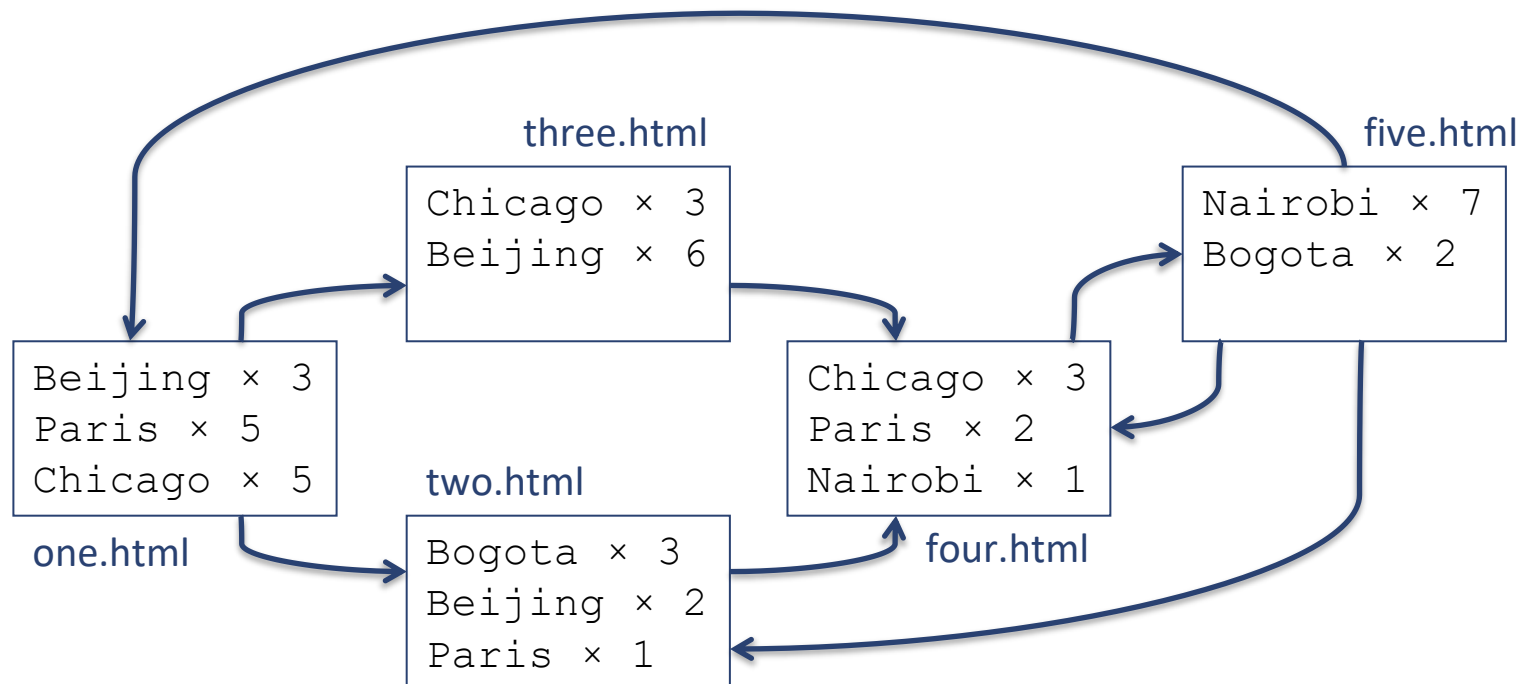 three.html
Chicago × 3
Beijing × 6
five.html
Nairobi × 7
Bogota × 2
Beijing × 3
Paris × 5
Chicago × 5
one.html
two.html
Bogota × 3
Beijing × 2
Paris × 1
Chicago × 3
Paris × 2
Nairobi × 1
four.html